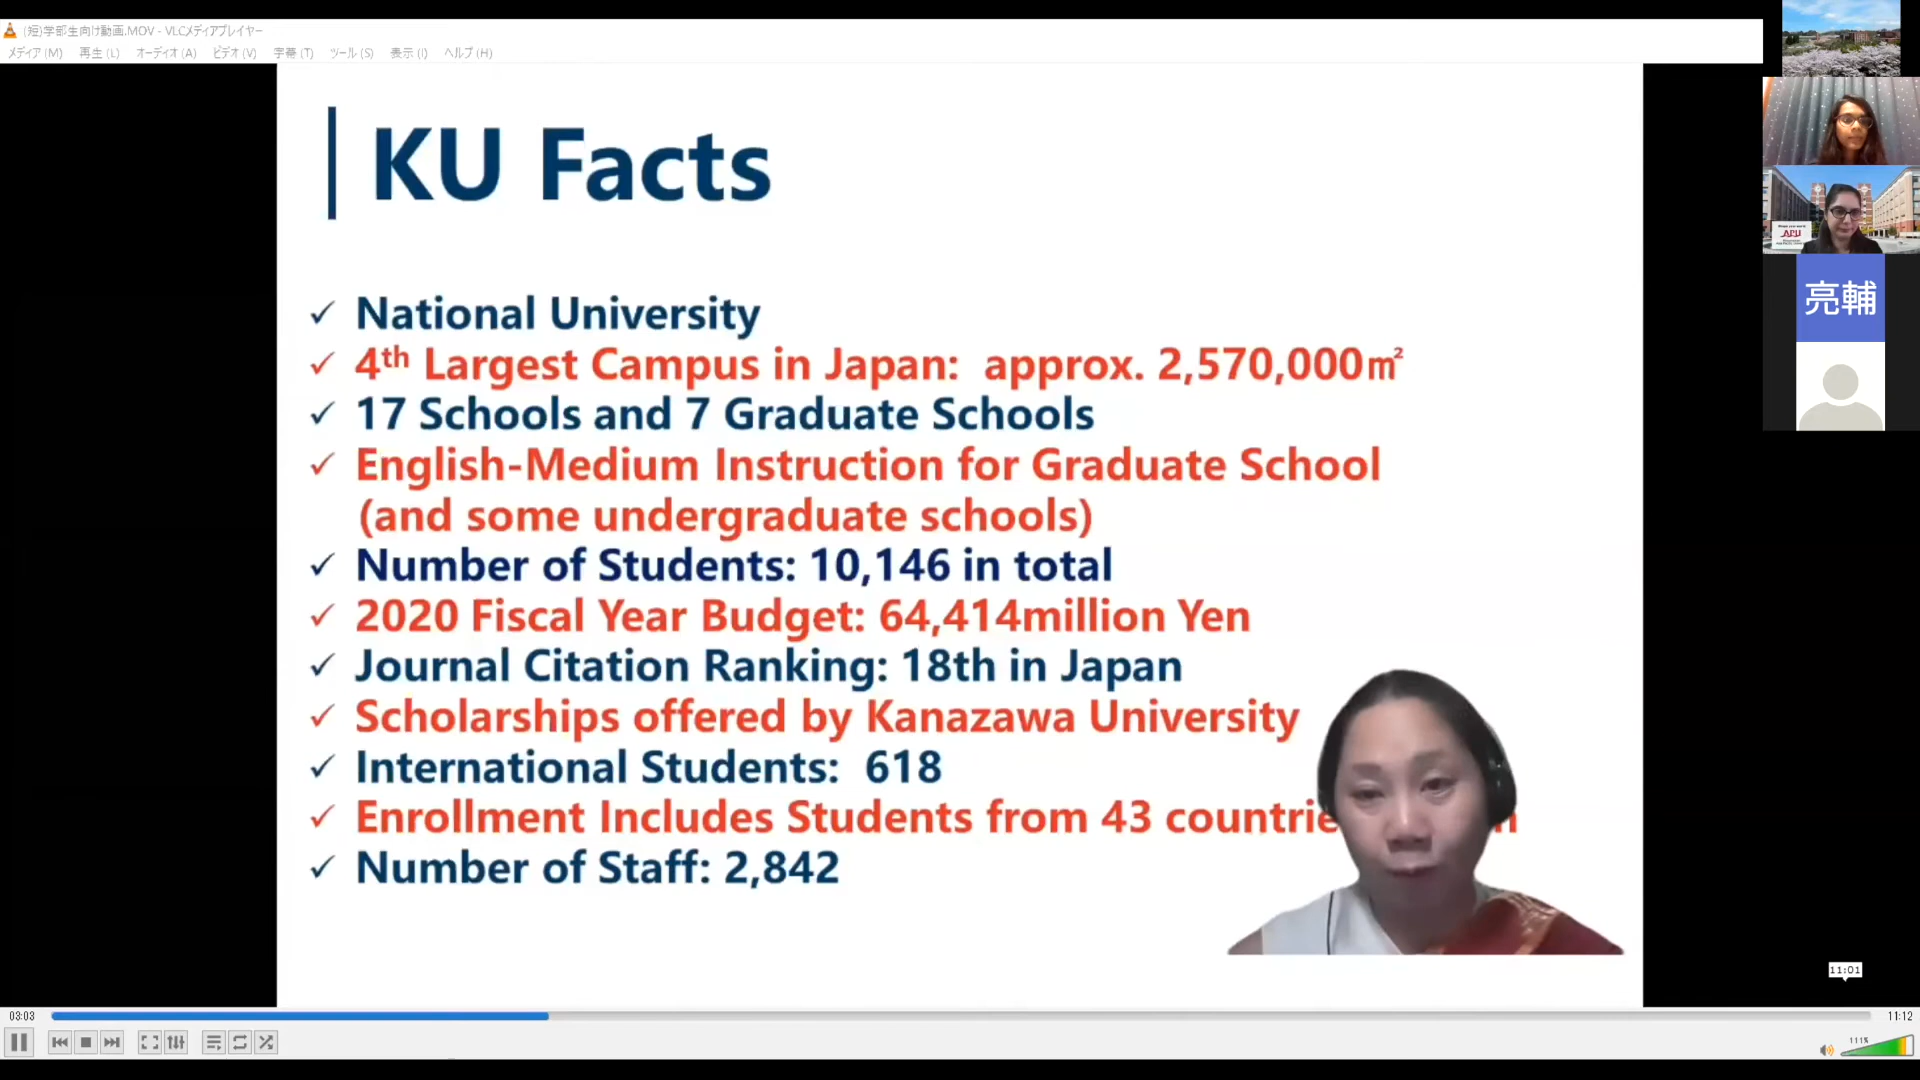 (短)学部生向け動画.MOV - VLCメディアプレイヤー
メディア (M) 再生 (L) オーディオ (A) ビデオ (V) 字幕 (T) ツール (S) 表示 (I) ヘルプ (H)
KU Facts
✓ National University
✓ 4th Largest Campus in Japan: approx. 2,570,000㎡
✓ 17 Schools and 7 Graduate Schools
✓ English-Medium Instruction for Graduate School
(and some undergraduate schools)
✓ Number of Students: 10,146 in total
✓ 2020 Fiscal Year Budget: 64,414million Yen
✓ Journal Citation Ranking: 18th in Japan
✓ Scholarships offered by Kanazawa University
✓ International Students: 618
✓ Enrollment Includes Students from 43 countrie
✓ Number of Staff: 2,842
APU
亮輔
11:01
03:03
11:12
111%